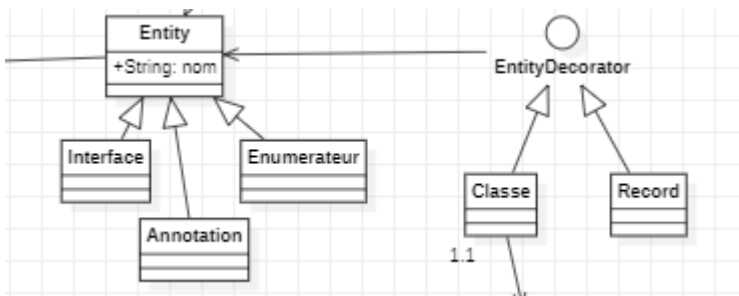 Entity
+String: nom
EntityDecorator
Interface
Enumerateur
Annotation
Classe
Record
1.1